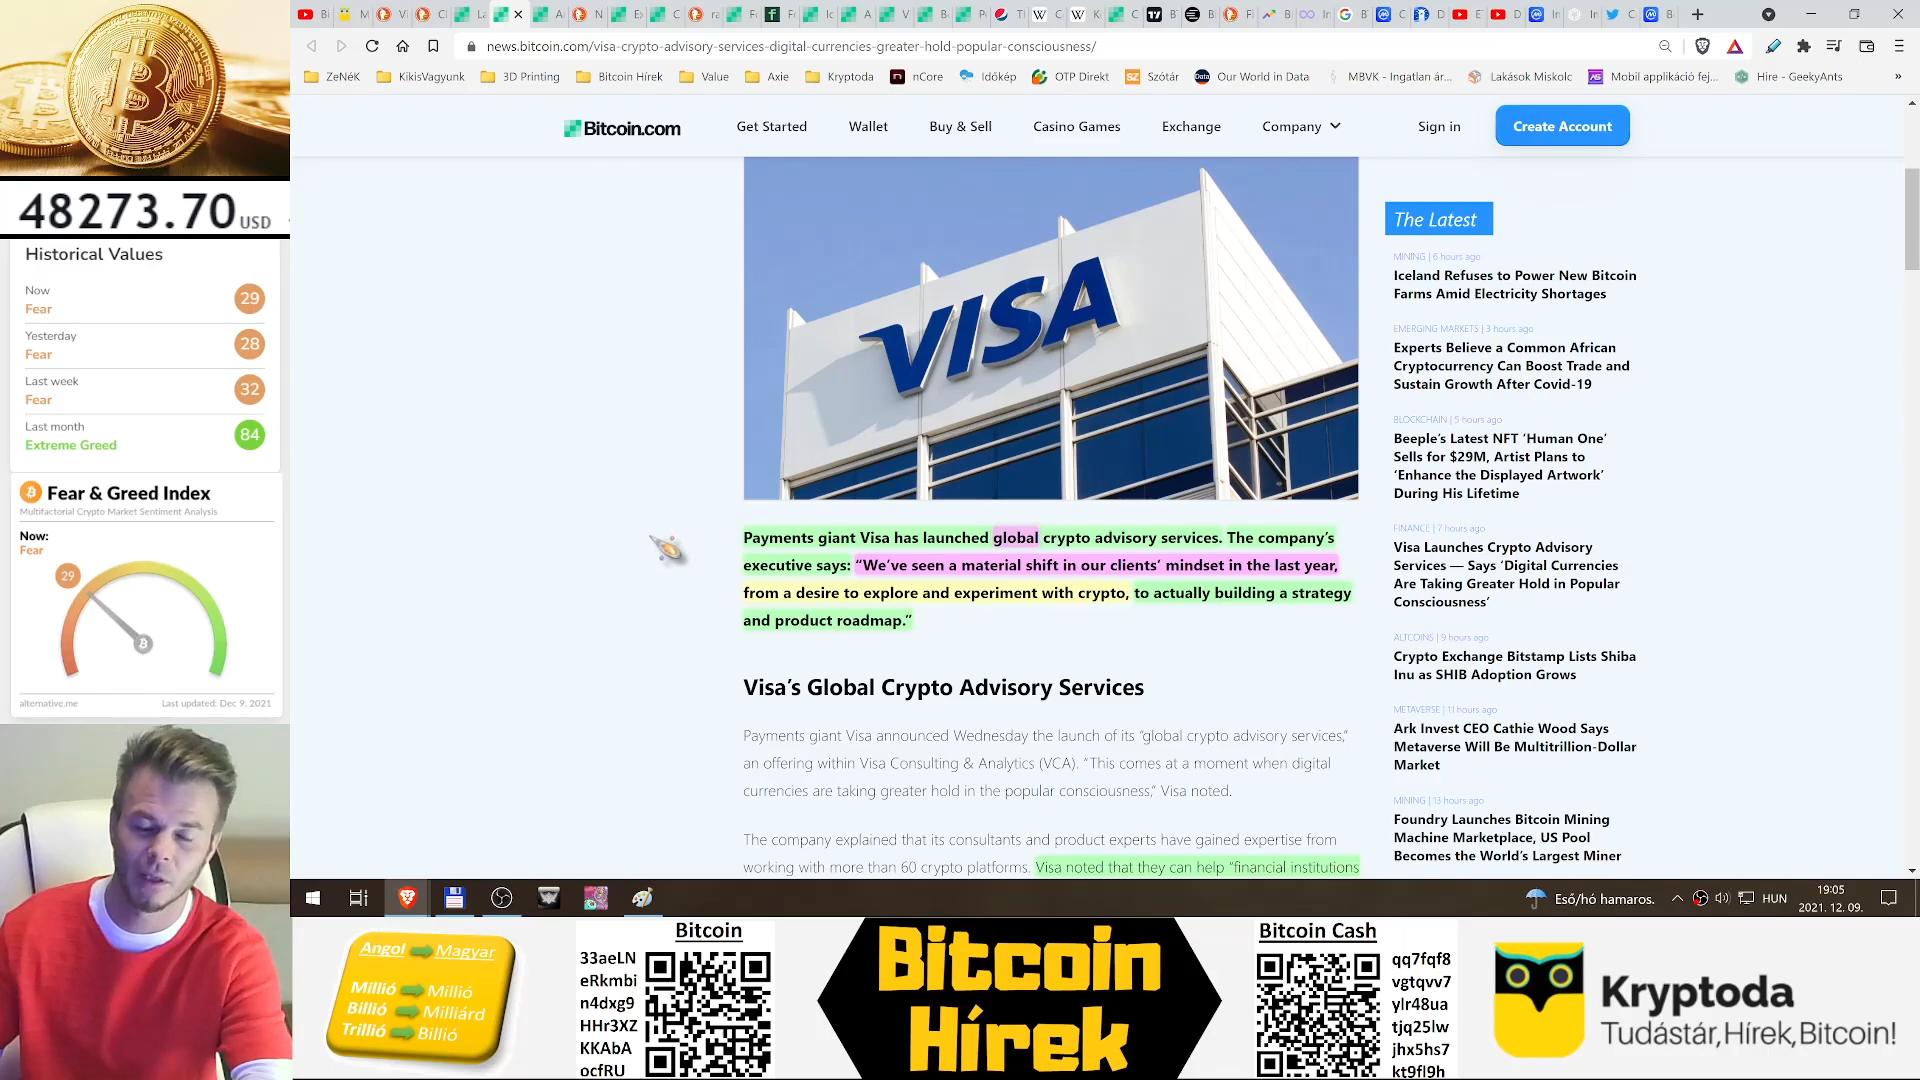 news.bitcoin.com/visa-crypto-advisory-services-digital-currencies-greater-hold-popular-consciousness/
ZeNéK
KikisVagyunk
3D Printing
Bitcoin Hírek
Value
Axie
Kryptoda
nCore
Időkép
OTP Direkt
Szótár
Our World in Data
MBVK - Ingatlan ár...
Lakások Miskolc
Mobil applikáció fej...
Hire - GeekyAnts
»
Bitcoin.com
Get Started
Wallet
Buy & Sell
Casino Games
Exchange
Company
Sign in
Create Account
48273.70 USD
Historical Values
Now
Fear
29
Yesterday
Fear
28
Last week
Fear
32
Last month
Extreme Greed
84
Fear & Greed Index
Multifactorial Crypto Market Sentiment Analysis
Now:
Fear
29
alternative.me
Last updated: Dec 9, 2021
VISA
Payments giant Visa has launched global crypto advisory services. The company's
executive says: “We’ve seen a material shift in our clients’ mindset in the last year,
from a desire to explore and experiment with crypto, to actually building a strategy
and product roadmap.”
Visa’s Global Crypto Advisory Services
Payments giant Visa announced Wednesday the launch of its “global crypto advisory services,”
an offering within Visa Consulting & Analytics (VCA). “This comes at a moment when digital
currencies are taking greater hold in the popular consciousness,” Visa noted.
The company explained that its consultants and product experts have gained expertise from
working with more than 60 crypto platforms. Visa noted that they can help “financial institutions
The Latest
MINING | 6 hours ago
Iceland Refuses to Power New Bitcoin
Farms Amid Electricity Shortages
EMERGING MARKETS | 3 hours ago
Experts Believe a Common African
Cryptocurrency Can Boost Trade and
Sustain Growth After Covid-19
BLOCKCHAIN | 5 hours ago
Beeple’s Latest NFT ‘Human One’
Sells for $29M, Artist Plans to
‘Enhance the Displayed Artwork’
During His Lifetime
FINANCE | 7 hours ago
Visa Launches Crypto Advisory
Services — Says ‘Digital Currencies
Are Taking Greater Hold in Popular
Consciousness’
ALTCOINS | 9 hours ago
Crypto Exchange Bitstamp Lists Shiba
Inu as SHIB Adoption Grows
METAVERSE | 11 hours ago
Ark Invest CEO Cathie Wood Says
Metaverse Will Be Multitrillion-Dollar
Market
MINING | 13 hours ago
Foundry Launches Bitcoin Mining
Machine Marketplace, US Pool
Becomes the World’s Largest Miner
Eső/hó hamaros.
HUN
19:05
2021. 12. 09.
Angol Magyar
Millió Millió
Billió Milliárd
Trillió Billió
Bitcoin
33aeLN
eRkmbi
n4dxg9
HHr3XZ
KKAbA
ocfRU
Bitcoin
Hírek
Bitcoin Cash
qq7fqf8
vgtqvv7
ylr48ua
tjq25lw
jhx5hs7
kt9fl9h
Kryptoda
Tudástár,Hírek,Bitcoin!